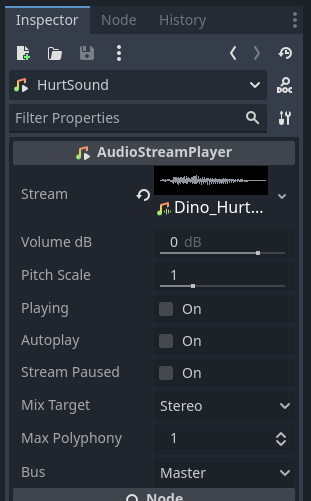 Inspector Node History
HurtSound DOC
Filter Properties
AudioStreamPlayer
Stream
Dino_Hurt...
Volume dB 0 dB
Pitch Scale 1
Playing On
Autoplay On
Stream Paused On
Mix Target Stereo
Max Polyphony 1
Bus Master
Node